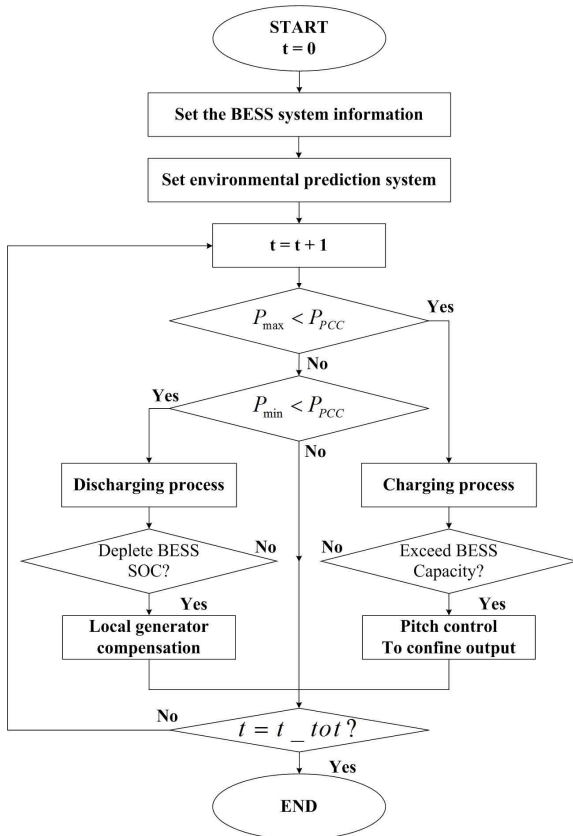 START
t = 0
Set the BESS system information
Set environmental prediction system
t = t + 1
Yes
P_max < P_PCC
No
Yes
P_min < P_PCC
No
Discharging process
Charging process
Deplete BESS
SOC?
No
No
Exceed BESS
Capacity?
Yes
Yes
Local generator
compensation
Pitch control
To confine output
No
t = t _ tot ?
Yes
END